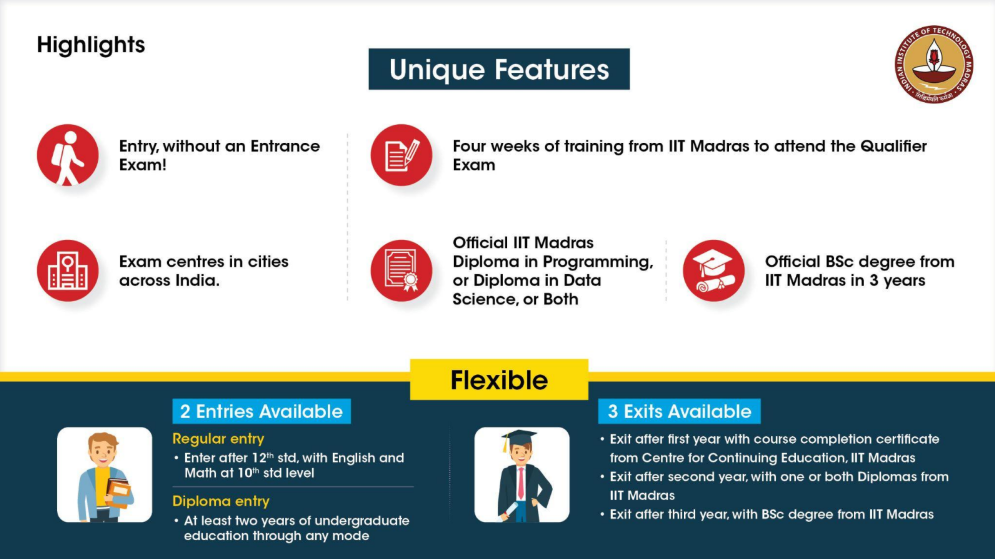 Highlights
Unique Features
INDIAN INSTITUTE OF TECHNOLOGY MADRAS
Entry, without an Entrance
Exam!
Four weeks of training from IIT Madras to attend the Qualifier
Exam
Exam centres in cities
across India.
Official IIT Madras
Diploma in Programming,
or Diploma in Data
Science, or Both
Official BSc degree from
IIT Madras in 3 years
Flexible
2 Entries Available
Regular entry
• Enter after 12th std, with English and
Math at 10th std level
Diploma entry
• At least two years of undergraduate
education through any mode
3 Exits Available
• Exit after first year with course completion certificate
from Centre for Continuing Education, IIT Madras
• Exit after second year, with one or both Diplomas from
IIT Madras
• Exit after third year, with BSc degree from IIT Madras